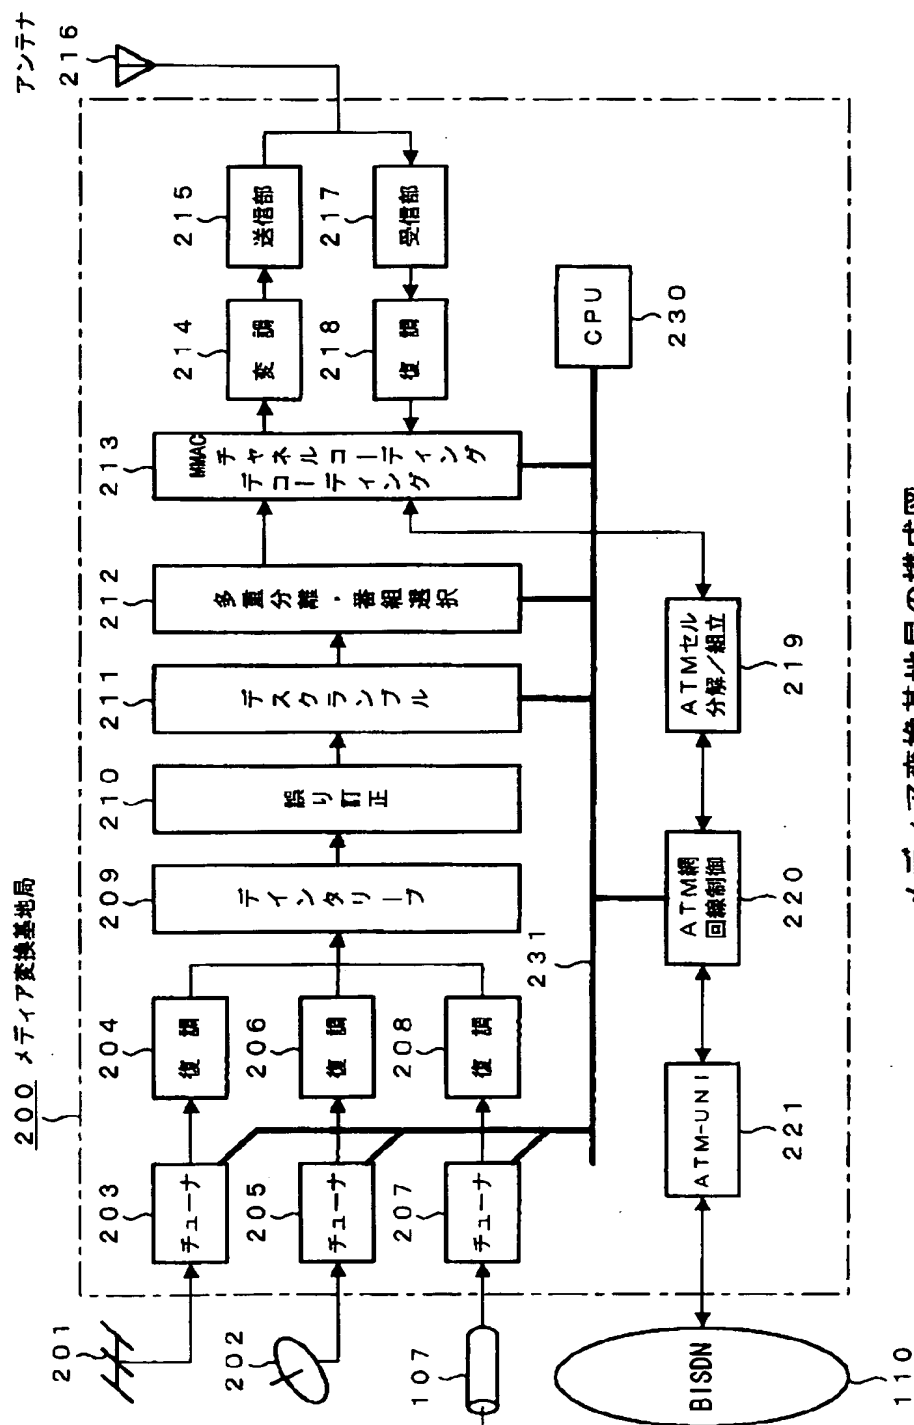 200 メディア変換基地局
アンテナ
201
203
204
209
210
211
212
213
214
215
216
チューナ
復調
デインタリーブ
誤り訂正
デスクランブル
多重分離・番組選択
MMAC
チャネルコーディング
デコーディング
変調
送信部
202
205
206
218
217
チューナ
復調
復調
受信部
107
207
208
チューナ
復調
231
CPU
230
BISDN
110
ATM-UNI
221
ATM網
回線制御
220
ATMセル
分解／組立
219
メディア変換基地局の構成図